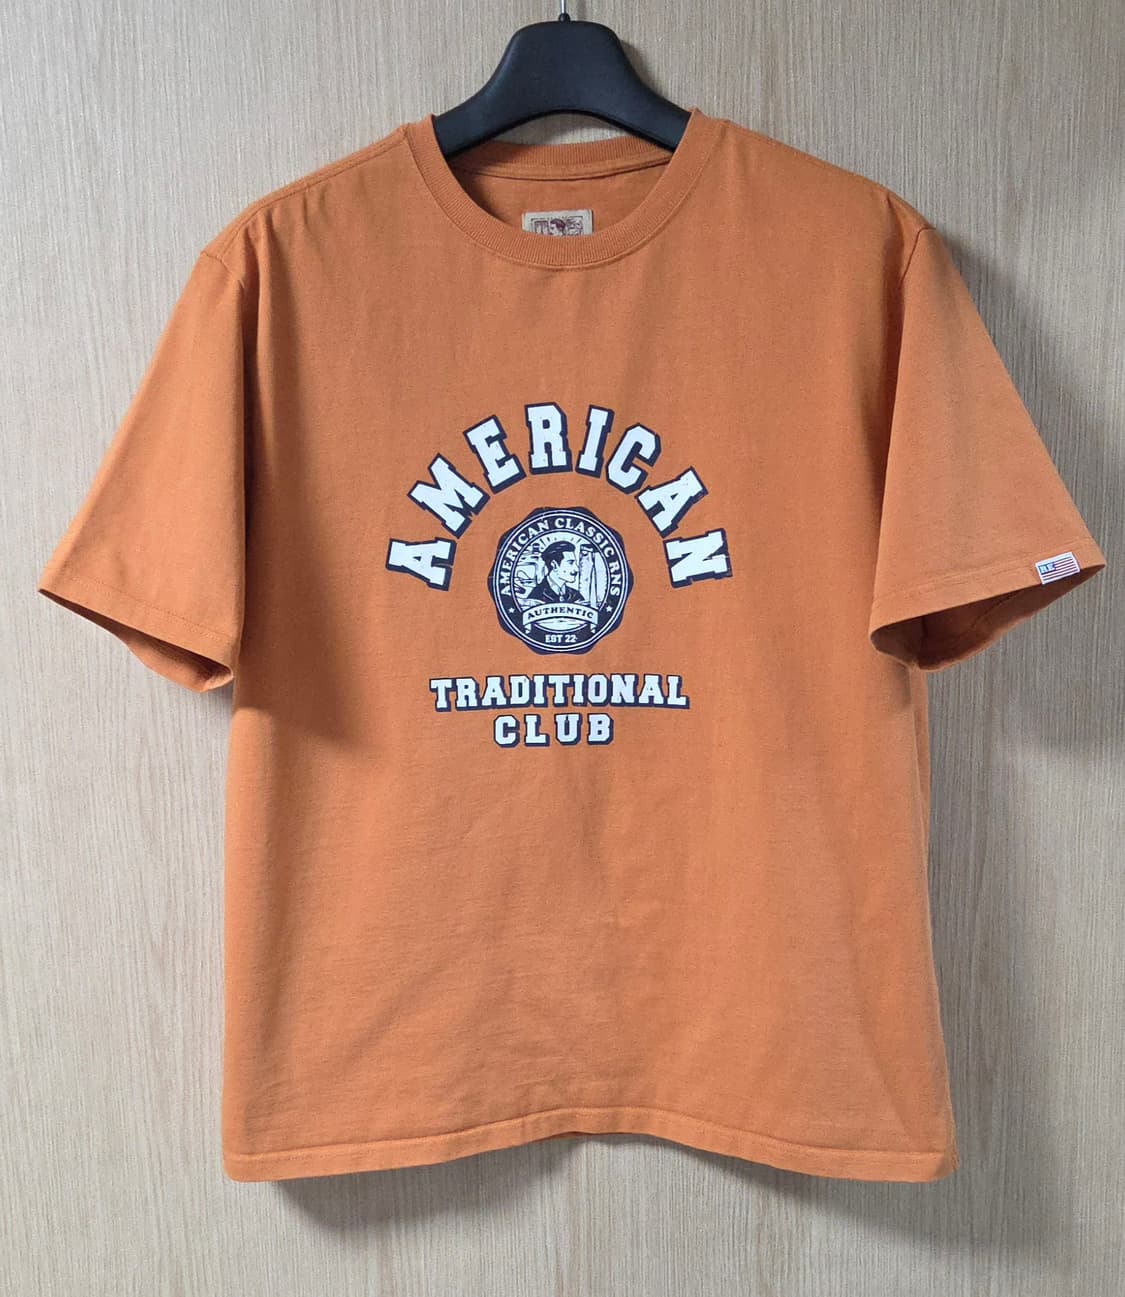 AMERICAN
AMERICAN CLASSIC RNS
AUTHENTIC
EST 22
TRADITIONAL
CLUB